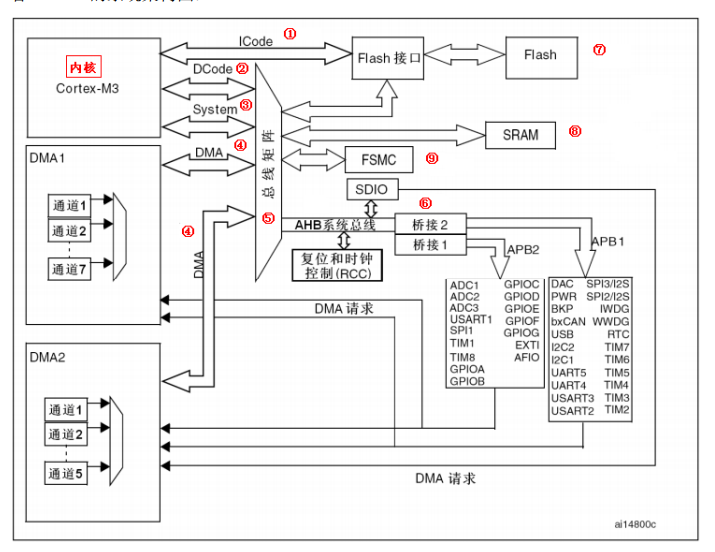 ICode ①
内核
Cortex-M3
DCode ②
System ③
Flash 接口
Flash ⑦
DMA ④
总线矩阵
⑤
SRAM ⑧
FSMC ⑨
SDIO
⑥
DMA1
通道1
通道2
通道7
④
DMA
AHB系统总线
桥接 2
桥接 1
复位和时钟
控制(RCC)
APB2
APB1
ADC1 GPIOC
ADC2 GPIOD
ADC3 GPIOE
USART1 GPIOF
SPI1 GPIOG
TIM1 EXTI
TIM8 AFIO
GPIOA
GPIOB
DAC SPI3/I2S
PWR SPI2/I2S
BKP IWDG
bxCAN WWDG
USB RTC
I2C2 TIM7
I2C1 TIM6
UART5 TIM5
UART4 TIM4
USART3 TIM3
USART2 TIM2
DMA 请求
DMA2
通道1
通道2
通道5
DMA 请求
ai14800c